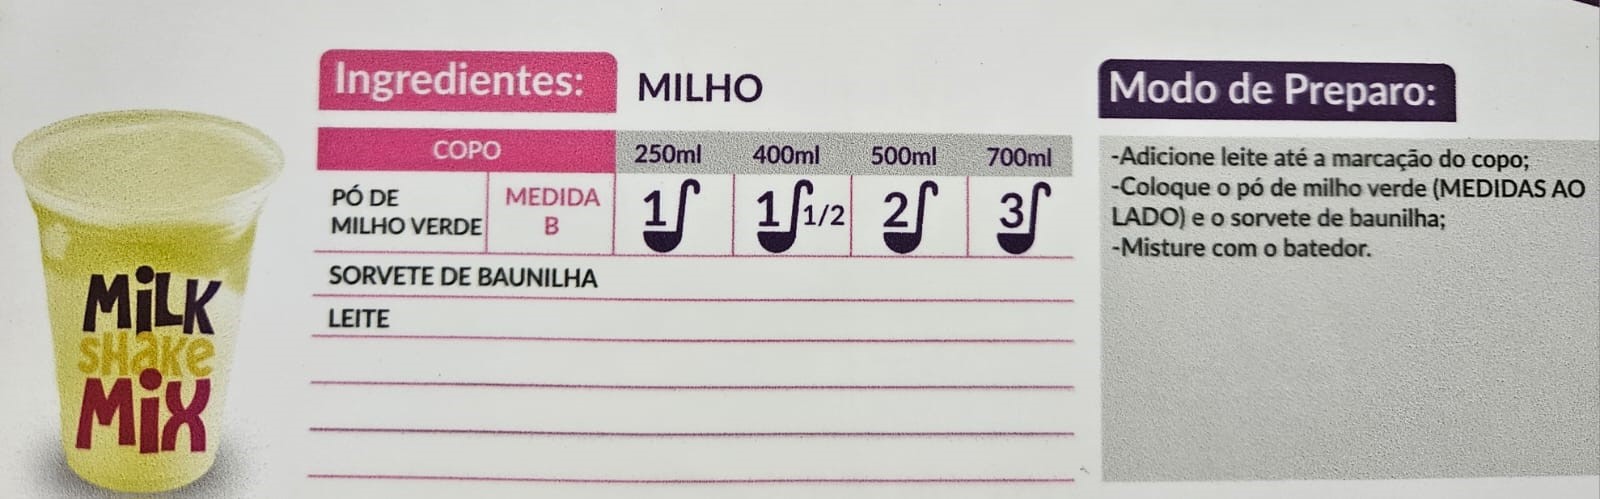 Ingredientes: MILHO
COPO 250ml 400ml 500ml 700ml
PÓ DE
MILHO VERDE
MEDIDA
B
1 1 1/2 2 3
SORVETE DE BAUNILHA
LEITE
Modo de Preparo:
-Adicione leite até a marcação do copo;
-Coloque o pó de milho verde (MEDIDAS AO
LADO) e o sorvete de baunilha;
-Misture com o batedor.
MiLK
SHaKe
MiX